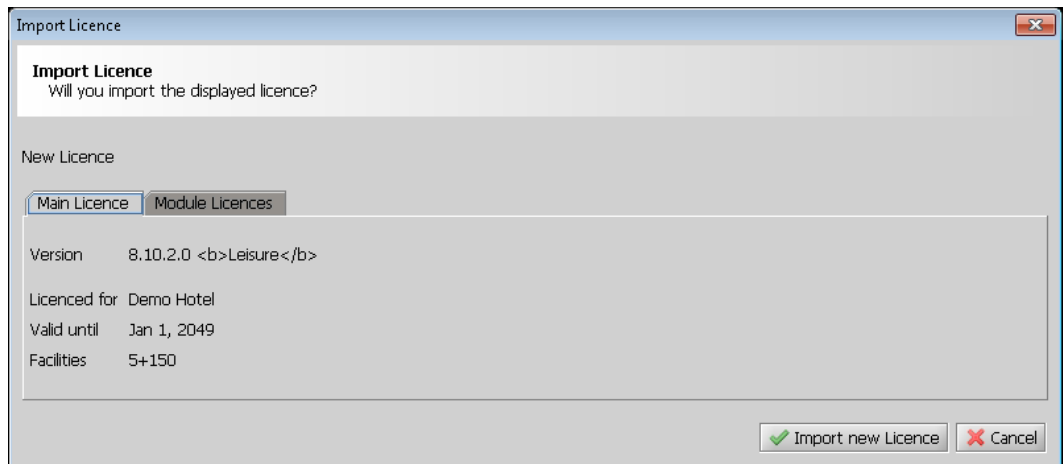 Import Licence
Import Licence
Will you import the displayed licence?
New Licence
Main Licence Module Licences
Version 8.10.2.0 <b>Leisure</b>
Licenced for Demo Hotel
Valid until Jan 1, 2049
Facilities 5+150
Import new Licence Cancel